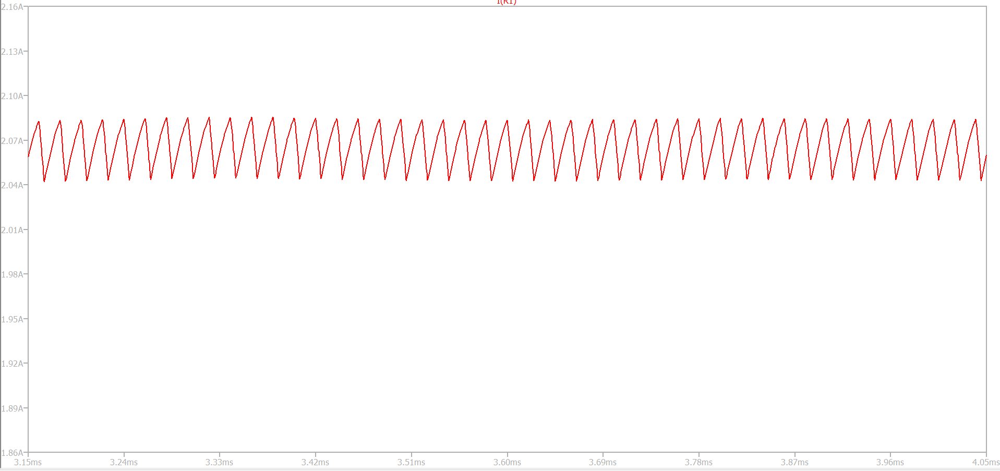 I(R1)
2.16A
2.13A
2.10A
2.07A
2.04A
2.01A
1.98A
1.95A
1.92A
1.89A
1.86A
3.15ms 3.24ms 3.33ms 3.42ms 3.51ms 3.60ms 3.69ms 3.78ms 3.87ms 3.96ms 4.05ms